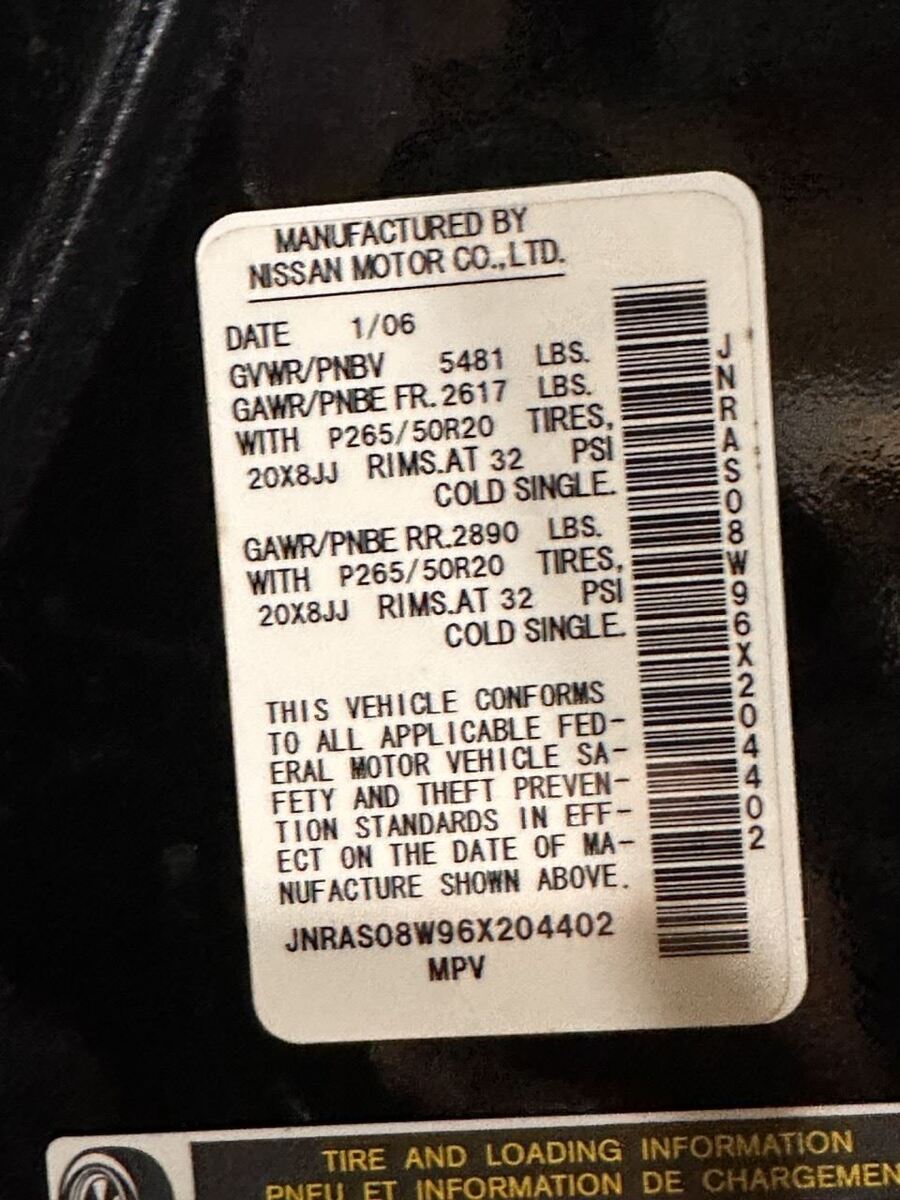 MANUFACTURED BY
NISSAN MOTOR CO.,LTD.
DATE 1/06
GVWR/PNBV 5481 LBS.
GAWR/PNBE FR.2617 LBS.
WITH P265/50R20 TIRES,
20X8JJ RIMS.AT 32 PSI
COLD SINGLE.
GAWR/PNBE RR.2890 LBS.
WITH P265/50R20 TIRES,
20X8JJ RIMS.AT 32 PSI
COLD SINGLE.
THIS VEHICLE CONFORMS
TO ALL APPLICABLE FED-
ERAL MOTOR VEHICLE SA-
FETY AND THEFT PREVEN-
TION STANDARDS IN EFF-
ECT ON THE DATE OF MA-
NUFACTURE SHOWN ABOVE.
JNRAS08W96X204402
MPV
JNRAS08W96X204402
TIRE AND LOADING INFORMATION
PNEU ET INFORMATION DE CHARGEMEN